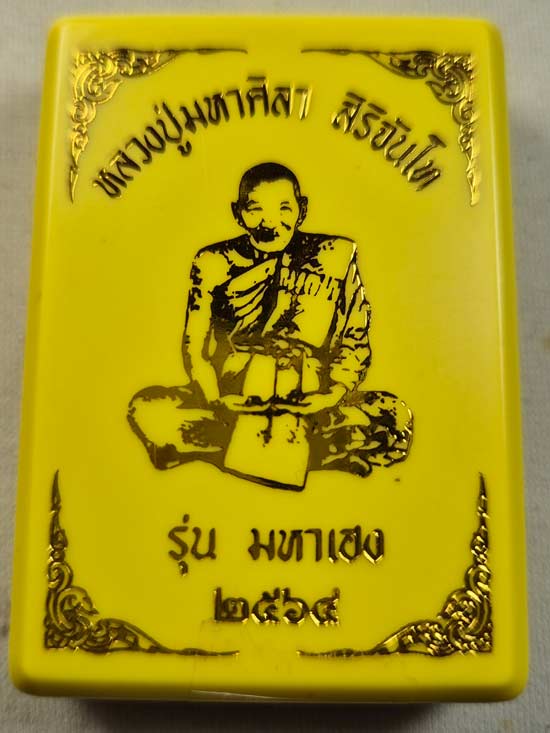 หลวงปู่มหาศิลา สิริจันโท
รุ่น มหาเฮง
๒๕๖๔